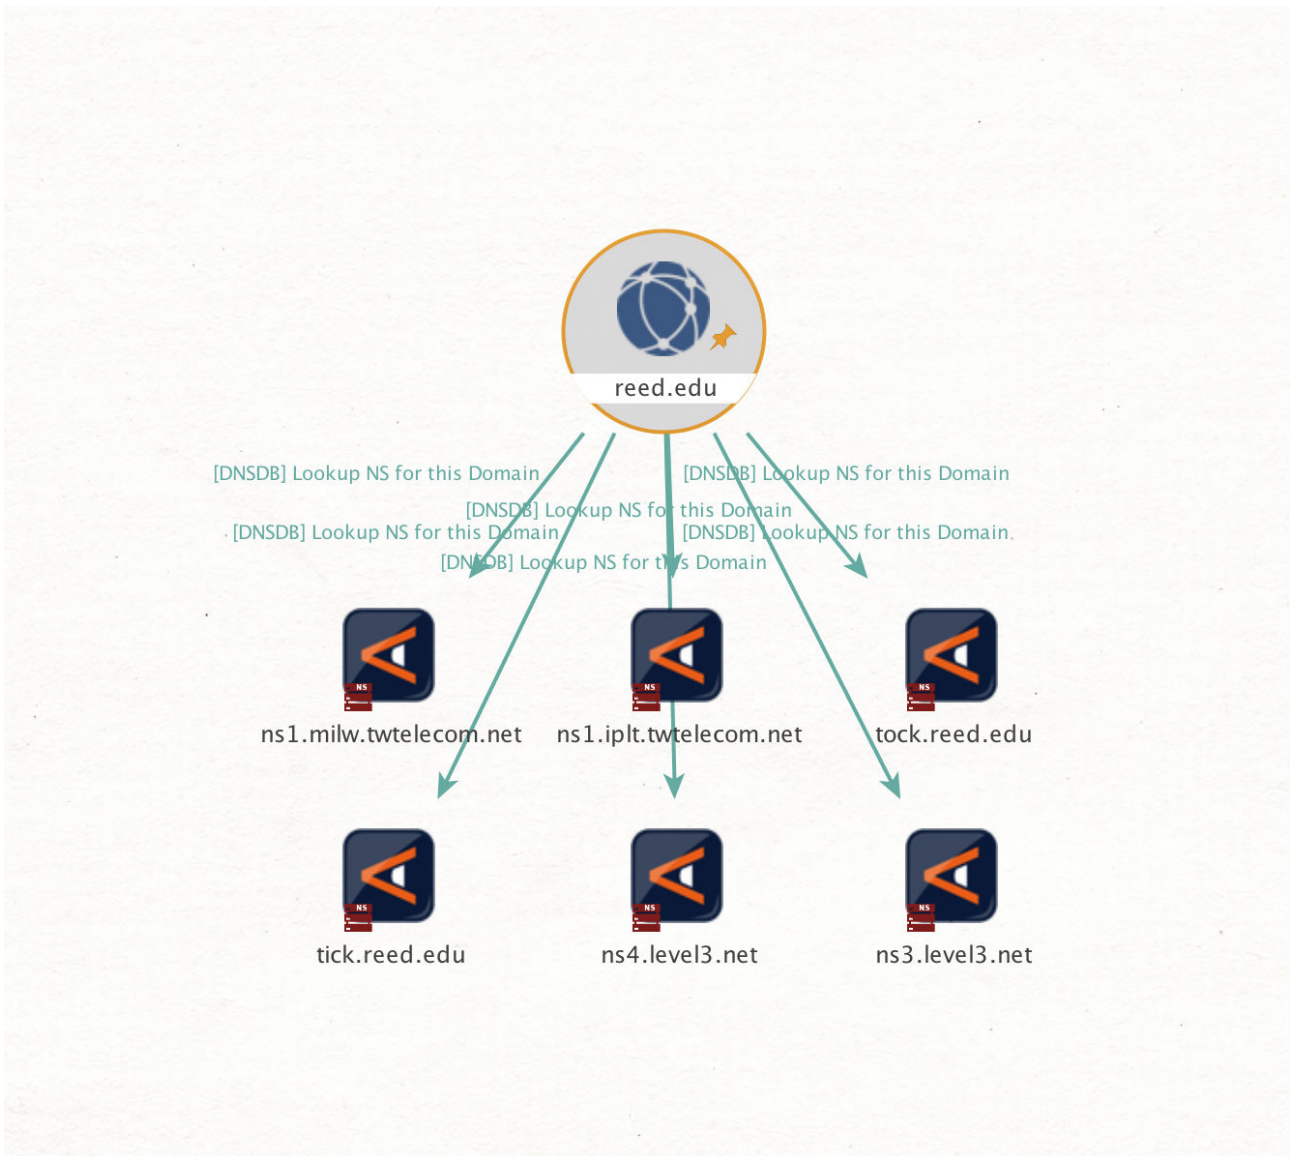 reed.edu
[DNSDB] Lookup NS for this Domain
[DNSDB] Lookup NS for this Domain
[DNSDB] Lookup NS for this Domain
[DNSDB] Lookup NS for this Domain
[DNSDB] Lookup NS for this Domain
[DNSDB] Lookup NS for this Domain
NS
NS
NS
ns1.milw.twtelecom.net
ns1.iplt.twtelecom.net
tock.reed.edu
NS
NS
NS
tick.reed.edu
ns4.level3.net
ns3.level3.net